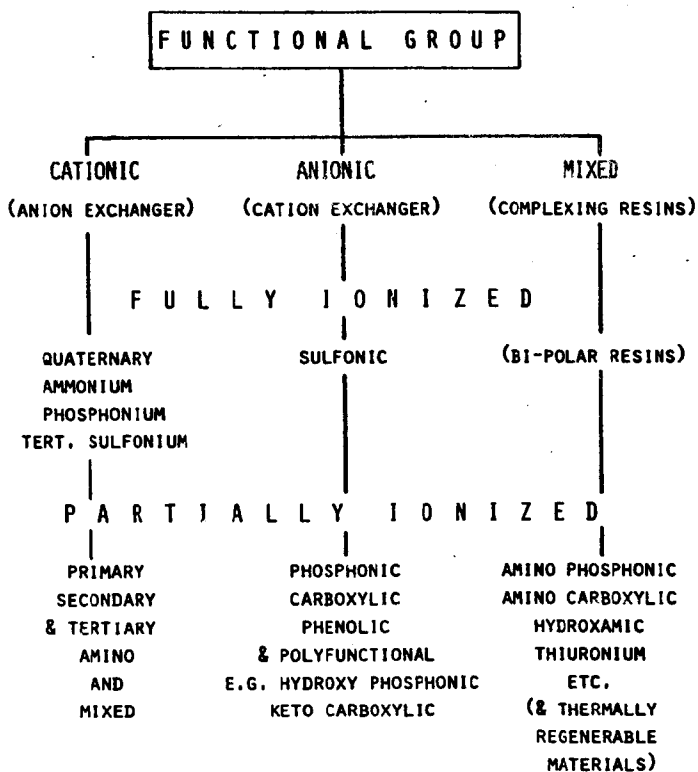 FUNCTIONAL GROUP
CATIONIC ANIONIC MIXED
(ANION EXCHANGER) (CATION EXCHANGER) (COMPLEXING RESINS)
FULLY IONIZED
QUATERNARY SULFONIC (BI-POLAR RESINS)
AMMONIUM
PHOSPHONIUM
TERT. SULFONIUM
PARTIALLY IONIZED
PRIMARY PHOSPHONIC AMINO PHOSPHONIC
SECONDARY CARBOXYLIC AMINO CARBOXYLIC
& TERTIARY PHENOLIC HYDROXAMIC
AMINO & POLYFUNCTIONAL THIURONIUM
AND E.G. HYDROXY PHOSPHONIC ETC.
MIXED KETO CARBOXYLIC (& THERMALLY
REGENERABLE
MATERIALS)